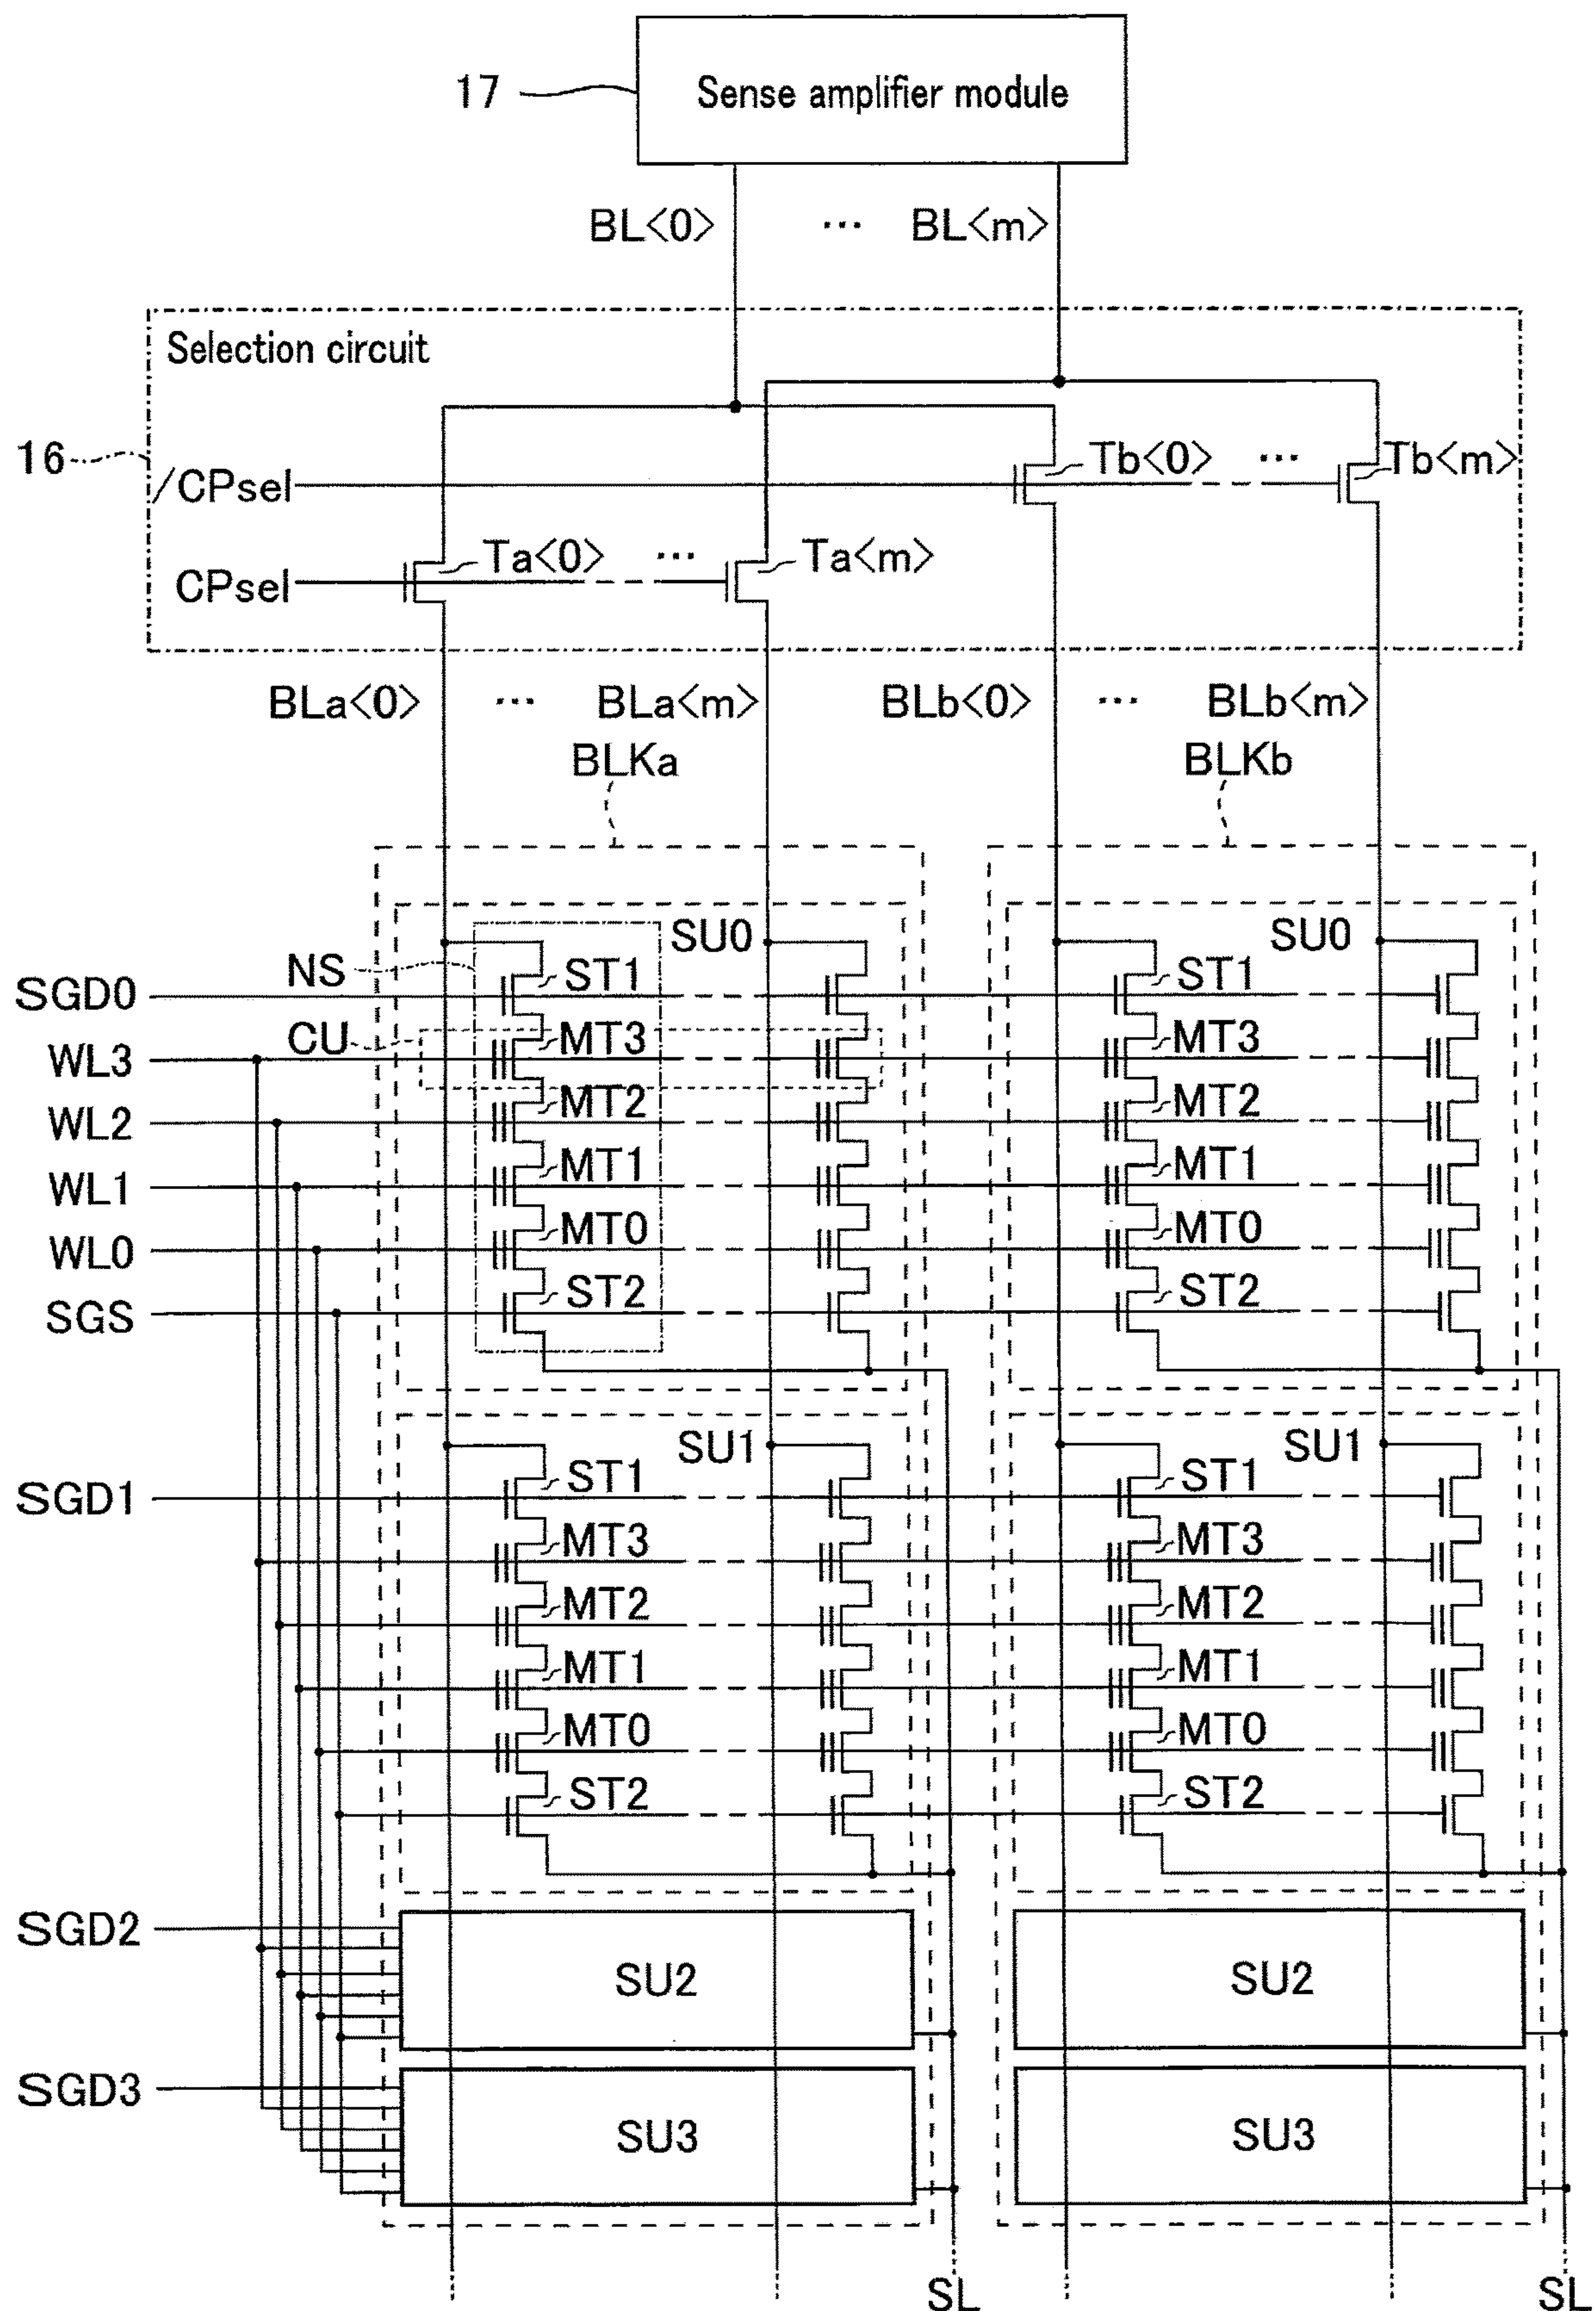 Sense amplifier module
17
BL<0> ... BL<m>
Selection circuit
16
/CPsel
Tb<0> ... Tb<m>
CPsel
Ta<0> ... Ta<m>
BLa<0> ... BLa<m> BLb<0> ... BLb<m>
BLKa BLKb
SU0 SU0
NS
SGD0 ST1 ST1
CU
WL3 MT3 MT3
WL2 MT2 MT2
WL1 MT1 MT1
WL0 MT0 MT0
SGS ST2 ST2
SU1 SU1
SGD1 ST1 ST1
MT3 MT3
MT2 MT2
MT1 MT1
MT0 MT0
ST2 ST2
SGD2
SU2 SU2
SGD3
SU3 SU3
SL SL